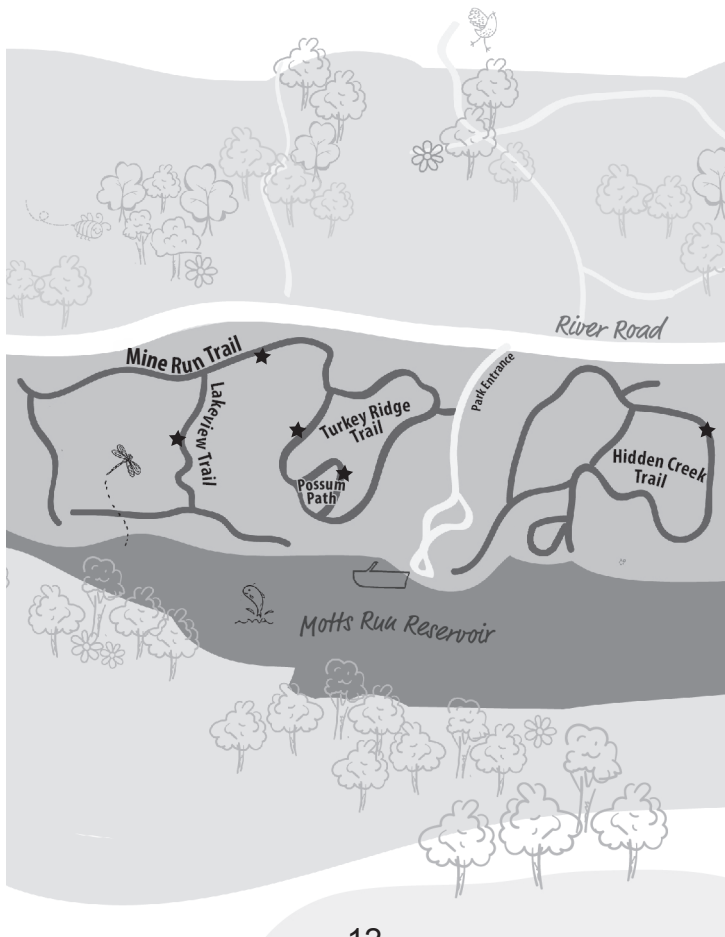 River Road
Mine Run Trail
Park Entrance
Lakeview Trail
Turkey Ridge
Trail
Hidden Creek
Trail
Possum
Path
Motts Run Reservoir
12